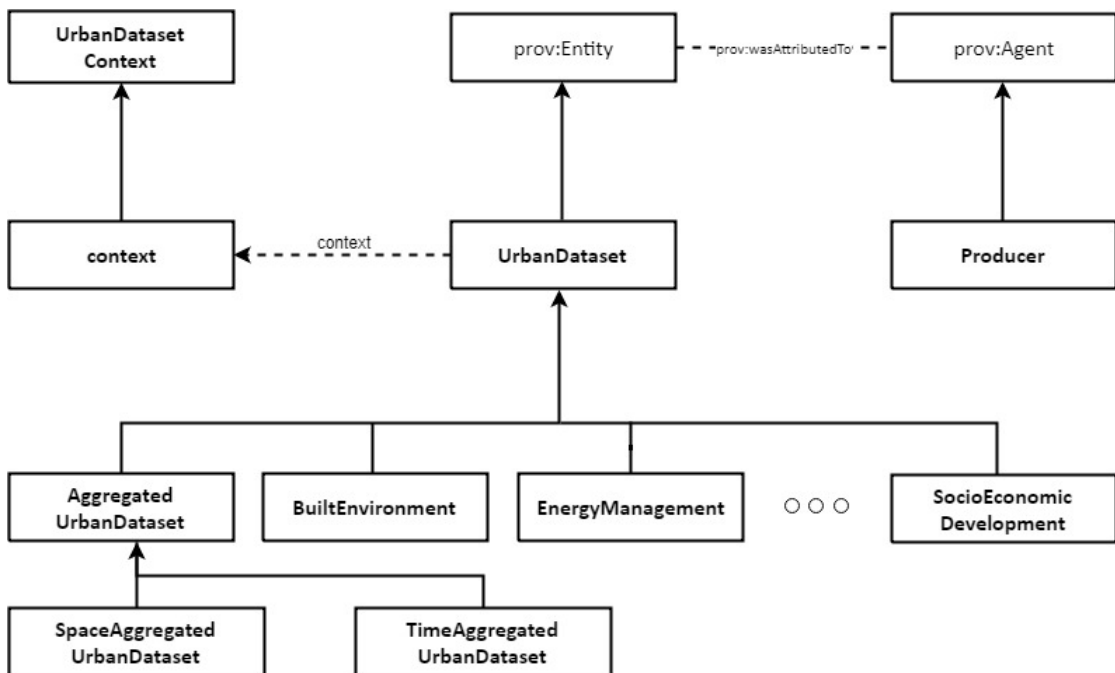 UrbanDataset
Context
prov:Entity
prov:wasAttributedTo
prov:Agent
context
context
UrbanDataset
Producer
Aggregated
UrbanDataset
BuiltEnvironment
EnergyManagement
SocioEconomic
Development
SpaceAggregated
UrbanDataset
TimeAggregated
UrbanDataset